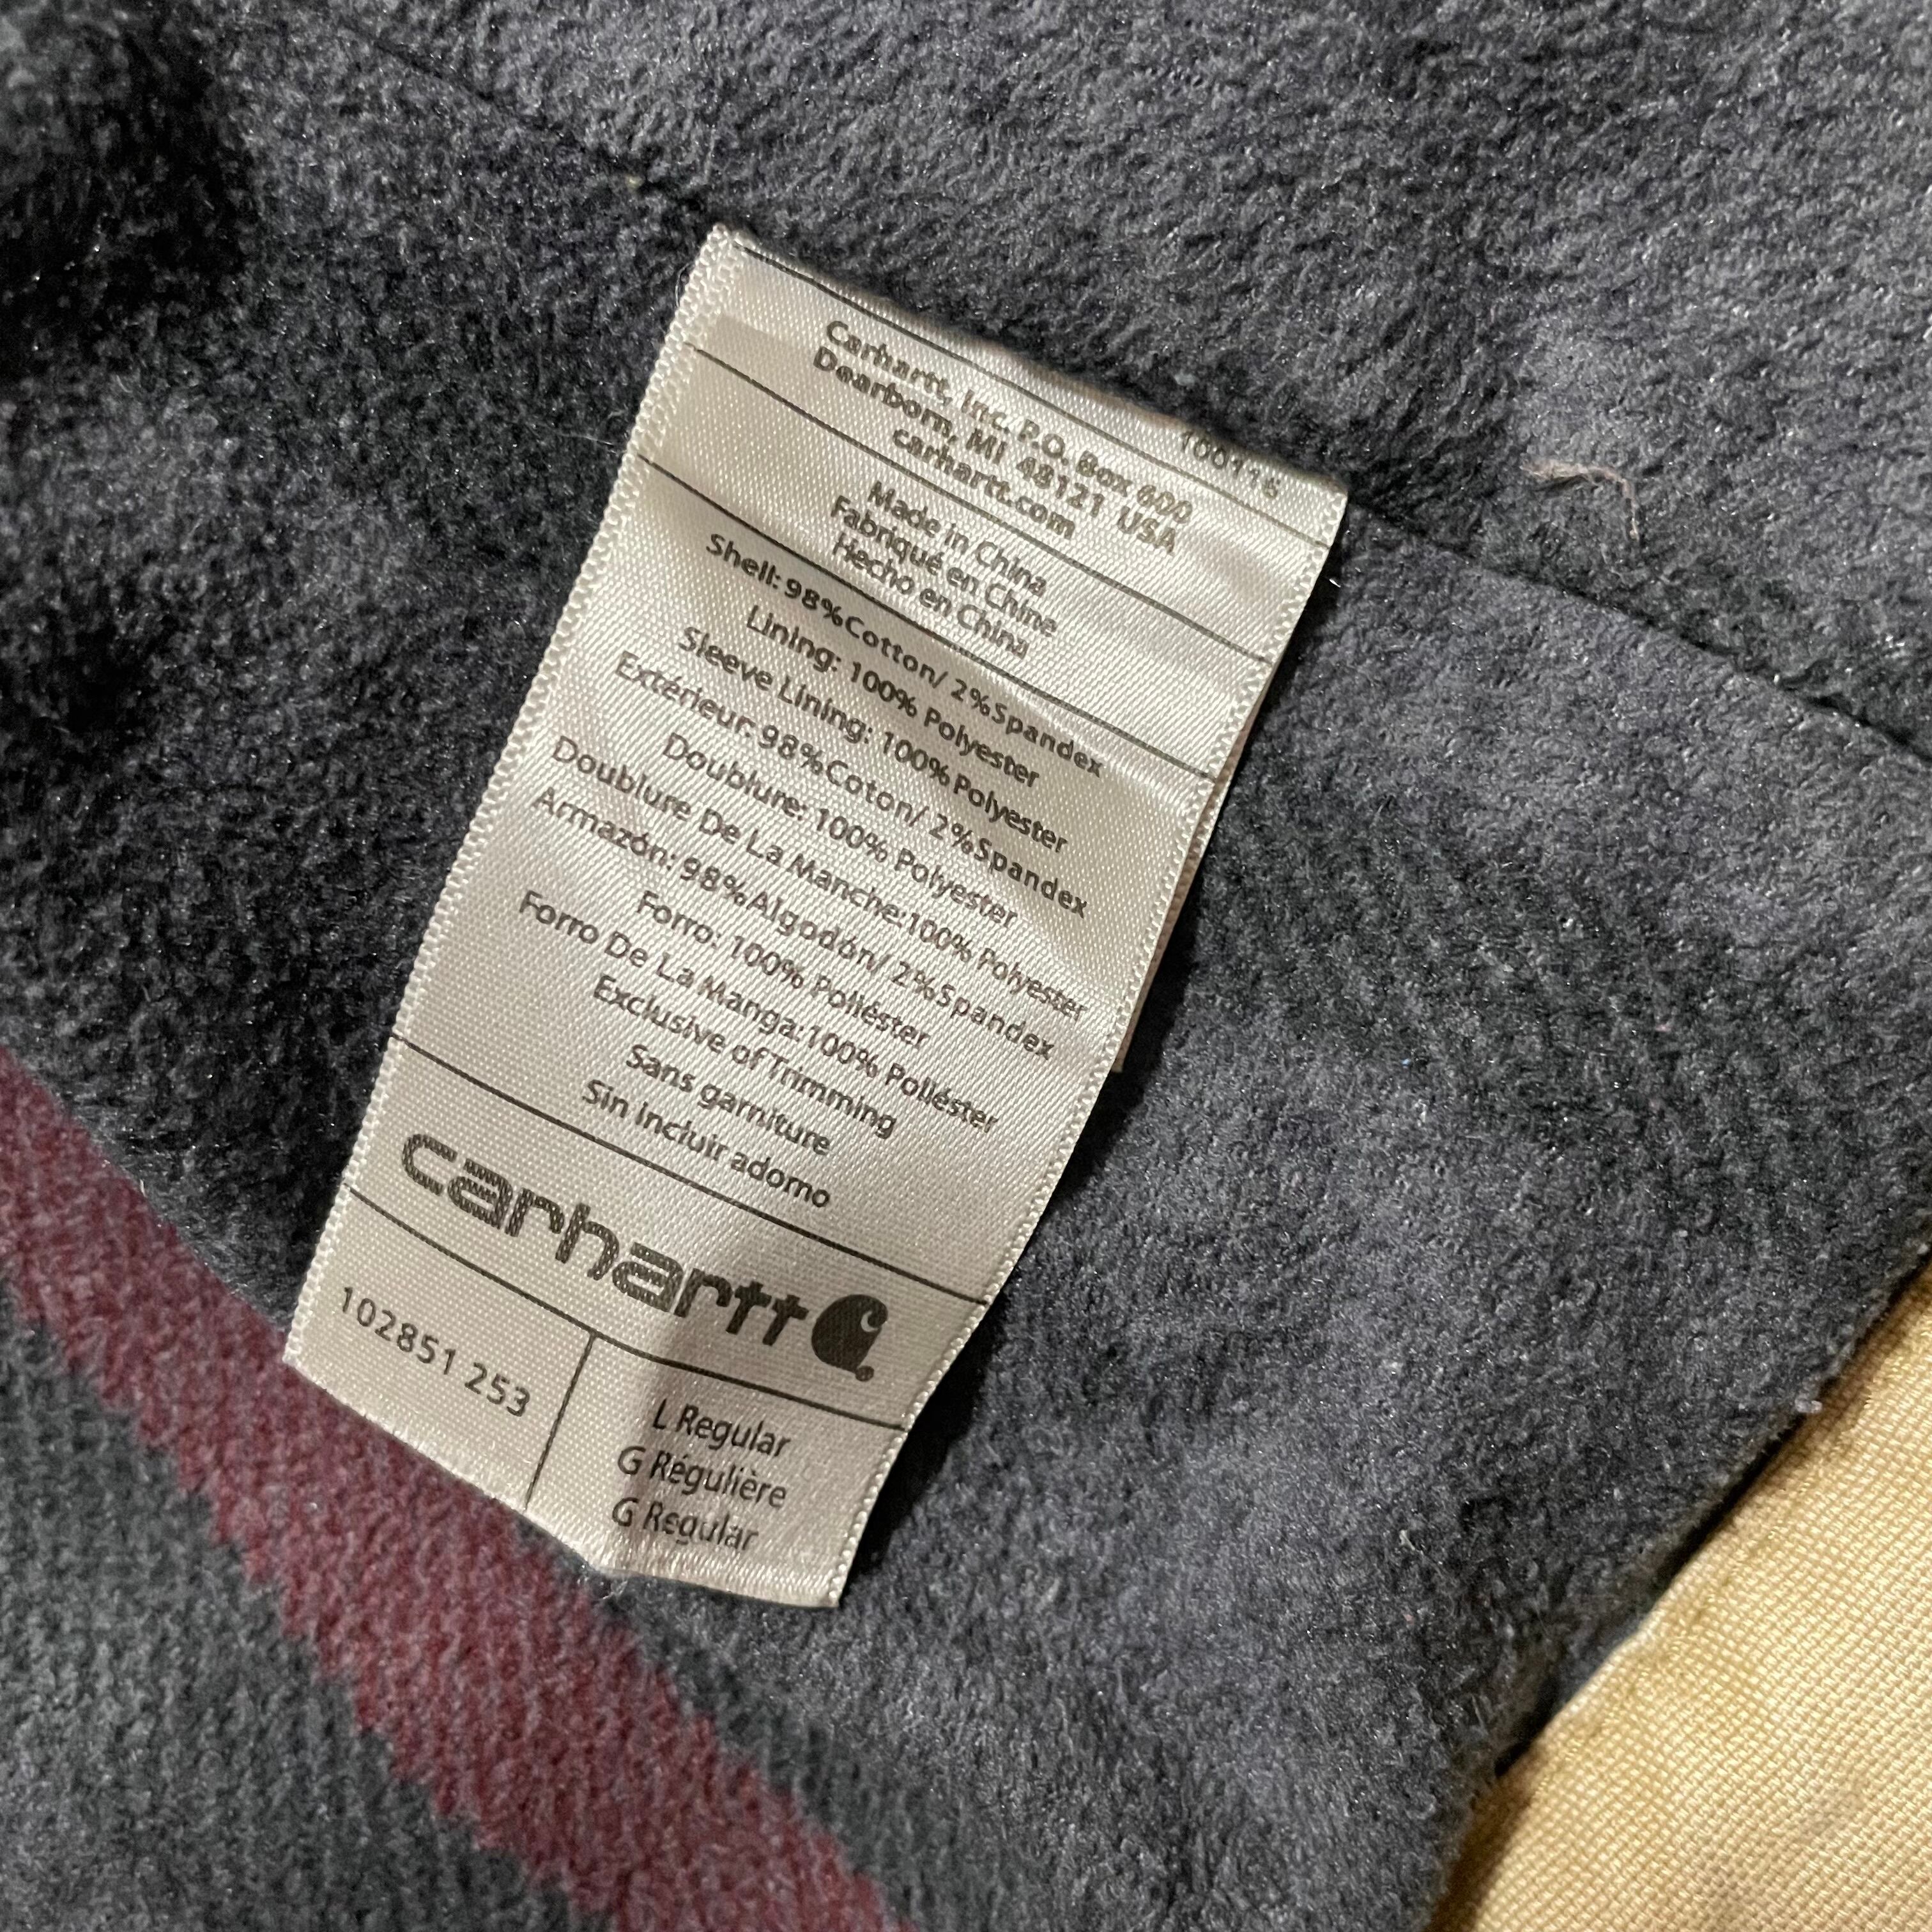 100116
Carhartt, Inc. P.O. Box 600
Dearborn, MI 48121 USA
carhartt.com
Made in China
Fabriqué en Chine
Hecho en China
Shell: 98%Cotton/ 2%Spandex
Lining: 100% Polyester
Sleeve Lining: 100% Polyester
Extérieur: 98%Coton/ 2%Spandex
Doublure: 100% Polyester
Doublure De La Manche:100% Polyester
Armazón: 98%Algodón/ 2%Spandex
Forro: 100% Poliéster
Forro De La Manga:100% Poliéster
Exclusive of Trimming
Sans garniture
Sin incluir adorno
carhartt
102851 253
L Regular
G Régulière
G Regular